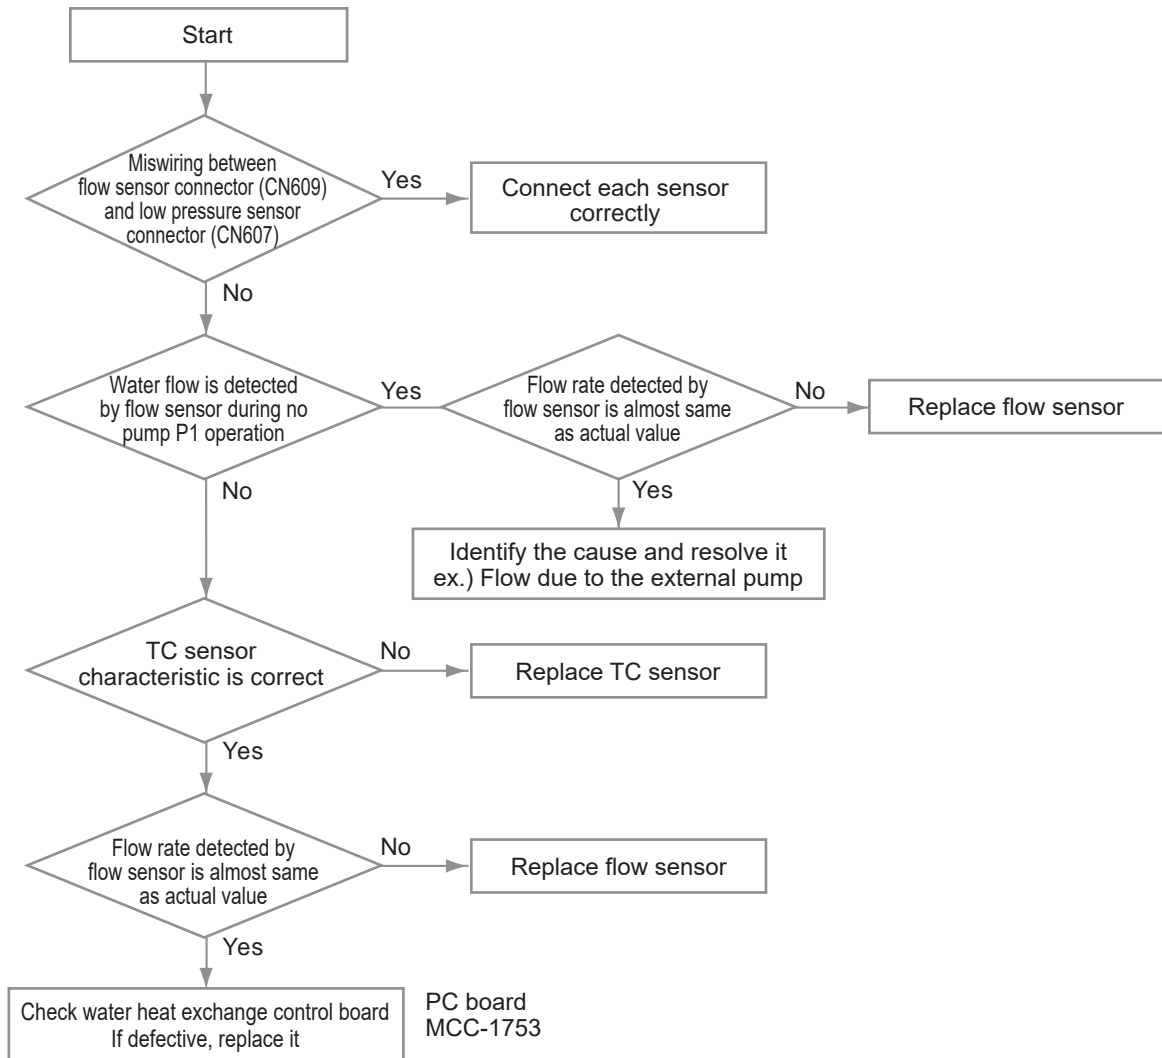 Start
Miswiring between
flow sensor connector (CN609)
and low pressure sensor
connector (CN607)
Yes
Connect each sensor
correctly
No
Water flow is detected
by flow sensor during no
pump P1 operation
Yes
Flow rate detected by
flow sensor is almost same
as actual value
No
Replace flow sensor
No
Yes
Identify the cause and resolve it
ex.) Flow due to the external pump
TC sensor
characteristic is correct
No
Replace TC sensor
Yes
Flow rate detected by
flow sensor is almost same
as actual value
No
Replace flow sensor
Yes
Check water heat exchange control board
If defective, replace it
PC board
MCC-1753